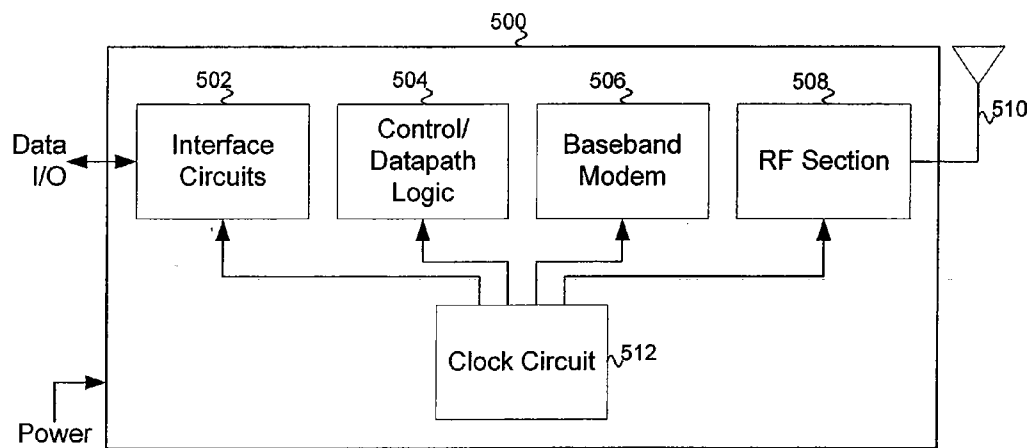 500
502
504
506
508
510
Data
I/O
Interface
Circuits
Control/
Datapath
Logic
Baseband
Modem
RF Section
Clock Circuit
512
Power